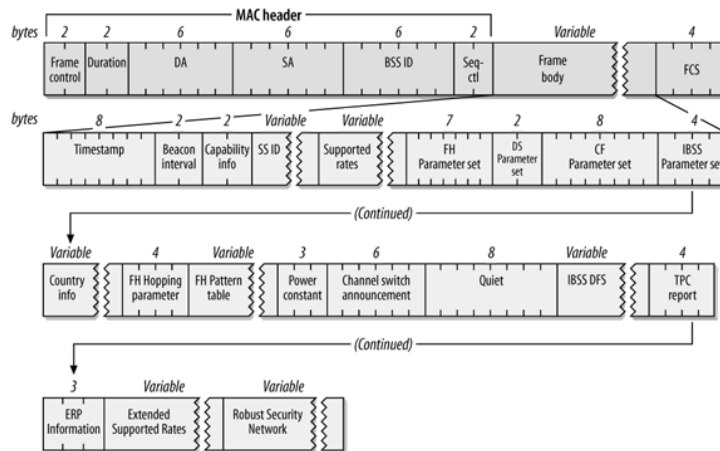 MAC header
bytes 2 2 6 6 6 2 Variable 4
Frame control Duration DA SA BSS ID Seq-ctl Frame body FCS
bytes 8 2 2 Variable Variable 7 2 8 4
Timestamp Beacon interval Capability info SS ID Supported rates FH Parameter set DS Parameter set CF Parameter set IBSS Parameter set
(Continued)
Variable 4 Variable 3 6 8 Variable 4
Country info FH Hopping parameter FH Pattern table Power constant Channel switch announcement Quiet IBSS DFS TPC report
(Continued)
3 Variable Variable
ERP Information Extended Supported Rates Robust Security Network